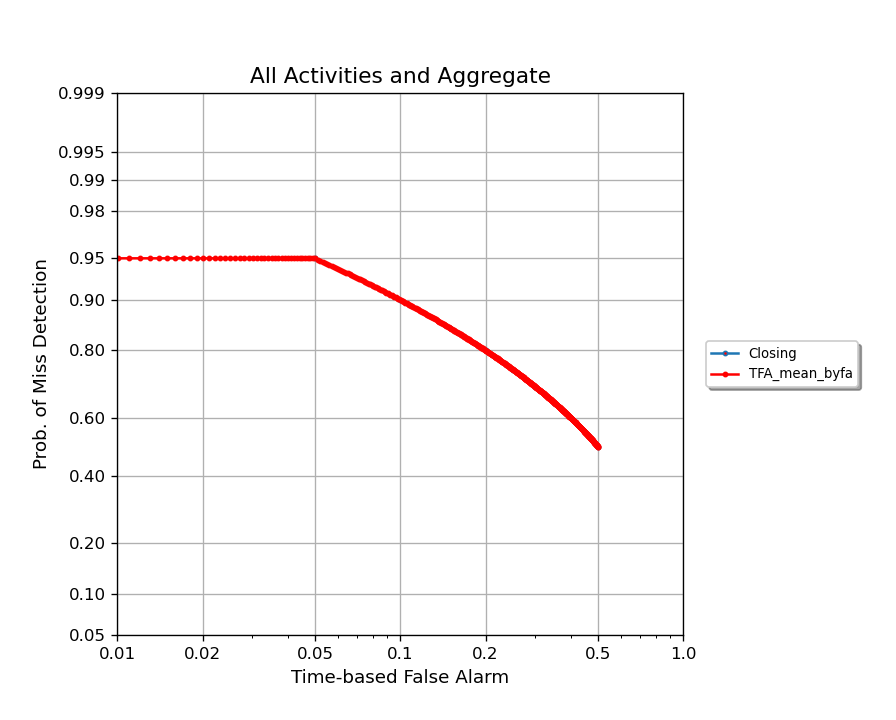 All Activities and Aggregate
0.999
0.995
0.99
0.98
0.95
0.90
0.80
0.60
0.40
0.20
0.10
0.05
Prob. of Miss Detection
0.01 0.02 0.05 0.1 0.2 0.5 1.0
Time-based False Alarm
Closing
TFA_mean_byfa